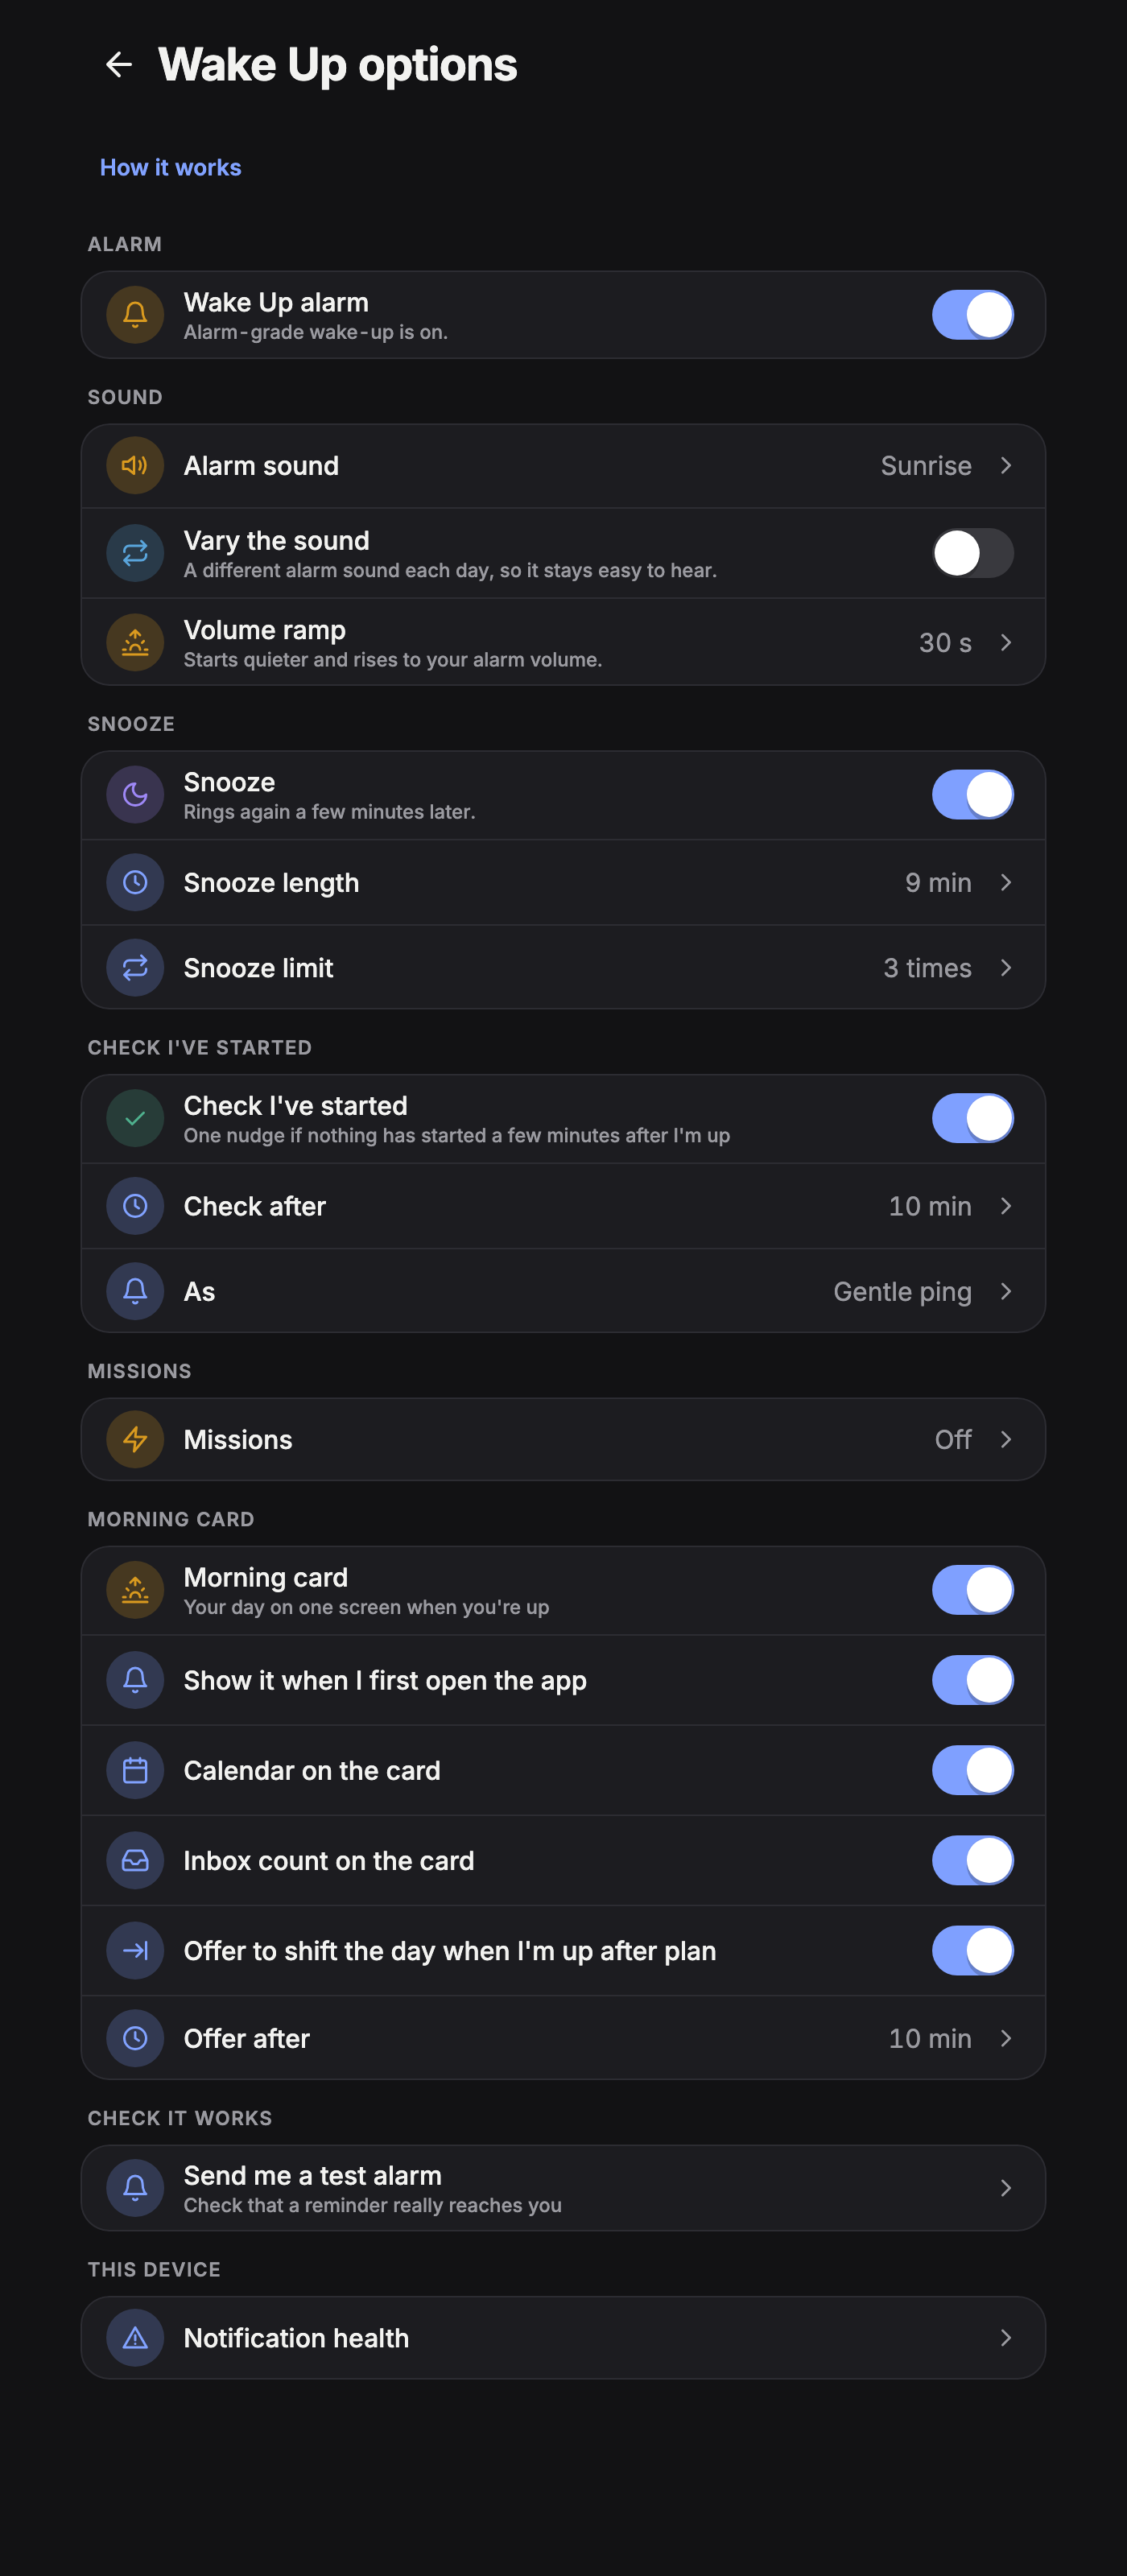 Wake Up options
How it works
ALARM
Wake Up alarm
Alarm-grade wake-up is on.
SOUND
Alarm sound
Sunrise
Vary the sound
A different alarm sound each day, so it stays easy to hear.
Volume ramp
Starts quieter and rises to your alarm volume.
30 s
SNOOZE
Snooze
Rings again a few minutes later.
Snooze length
9 min
Snooze limit
3 times
CHECK I'VE STARTED
Check I've started
One nudge if nothing has started a few minutes after I'm up
Check after
10 min
As
Gentle ping
MISSIONS
Missions
Off
MORNING CARD
Morning card
Your day on one screen when you're up
Show it when I first open the app
Calendar on the card
Inbox count on the card
Offer to shift the day when I'm up after plan
Offer after
10 min
CHECK IT WORKS
Send me a test alarm
Check that a reminder really reaches you
THIS DEVICE
Notification health